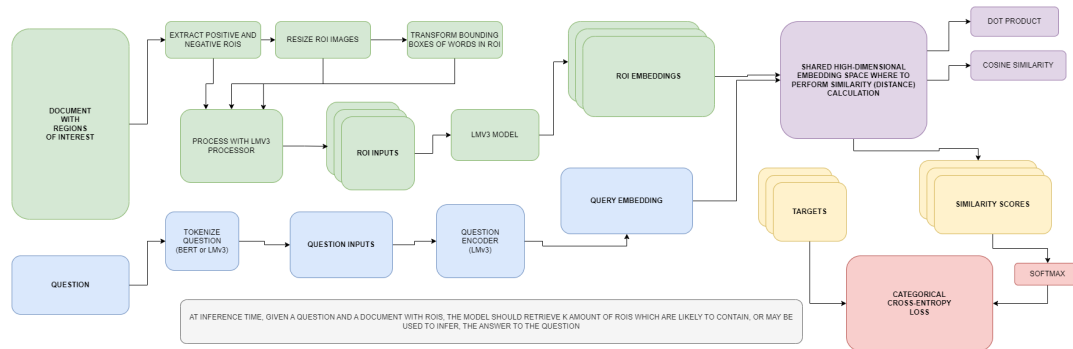 DOCUMENT
WITH
REGIONS
OF INTEREST
EXTRACT POSITIVE AND
NEGATIVE ROIS
RESIZE ROI IMAGES
TRANSFORM BOUNDING
BOXES OF WORDS IN ROI
PROCESS WITH LMV3
PROCESSOR
ROI INPUTS
LMV3 MODEL
ROI EMBEDDINGS
SHARED HIGH-DIMENSIONAL
EMBEDDING SPACE WHERE TO
PERFORM SIMILARITY (DISTANCE)
CALCULATION
DOT PRODUCT
COSINE SIMILARITY
QUESTION
TOKENIZE
QUESTION
(BERT or LMv3)
QUESTION INPUTS
QUESTION
ENCODER
(LMv3)
QUERY EMBEDDING
TARGETS
SIMILARITY SCORES
SOFTMAX
CATEGORICAL
CROSS-ENTROPY
LOSS
AT INFERENCE TIME, GIVEN A QUESTION AND A DOCUMENT WITH ROIS, THE MODEL SHOULD RETRIEVE K AMOUNT OF ROIS WHICH ARE LIKELY TO CONTAIN, OR MAY BE
USED TO INFER, THE ANSWER TO THE QUESTION